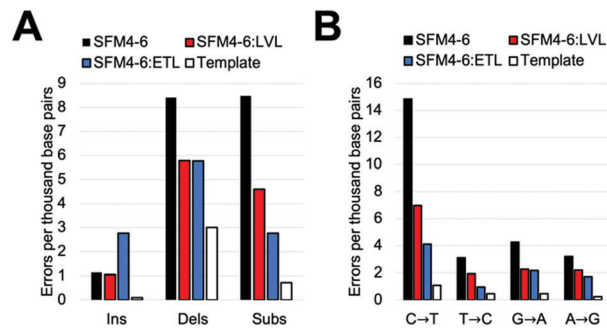 A
SFM4-6 SFM4-6:LVL
SFM4-6:ETL Template
Errors per thousand base pairs
9
8
7
6
5
4
3
2
1
0
Ins Dels Subs
B
SFM4-6 SFM4-6:LVL
SFM4-6:ETL Template
Errors per thousand base pairs
16
14
12
10
8
6
4
2
0
C→T T→C G→A A→G